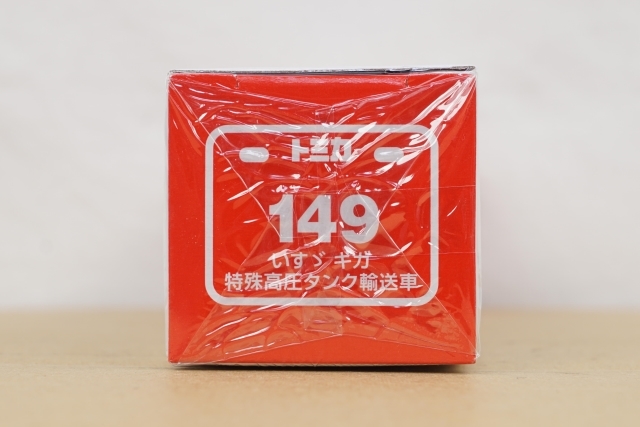 トミカ
149
いすゞ ギガ
特殊高圧タンク輸送車